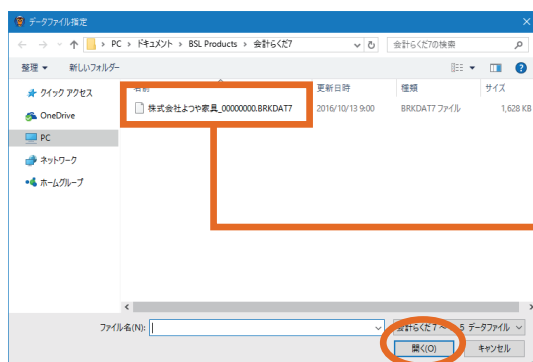 データファイル指定
PC > ドキュメント > BSL Products > 会計らくだ7
会計らくだ7の検索
整理 新しいフォルダー
名前 更新日時 種類 サイズ
クイック アクセス
株式会社よつや家具_00000000.BRKDAT7 2016/10/13 9:00 BRKDAT7 ファイル 1,628 KB
OneDrive
PC
ネットワーク
ホームグループ
ファイル名(N):
会計らくだ7～ 5 データファイル
開く(O) キャンセル